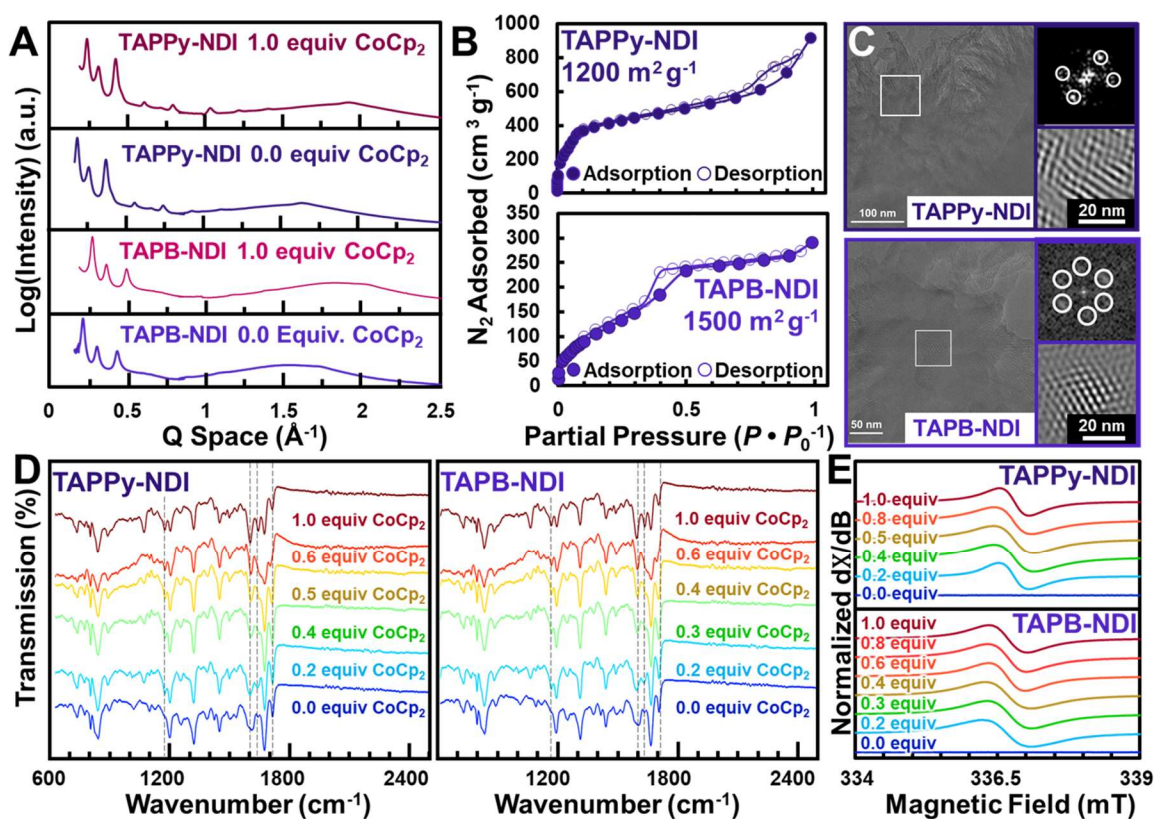 A
TAPPy-NDI 1.0 equiv CoCp2
TAPPy-NDI 0.0 equiv CoCp2
TAPB-NDI 1.0 equiv CoCp2
TAPB-NDI 0.0 Equiv. CoCp2
Log(Intensity) (a.u.)
0 0.5 1 1.5 2 2.5
Q Space (Å-1)
B
TAPPy-NDI
1200 m2 g-1
1000
800
600
400
200
0
Adsorption Desorption
350
300
250
200
150
100
50
0
TAPB-NDI
1500 m2 g-1
Adsorption Desorption
N2 Adsorbed (cm3 g-1)
0 0.5 1
Partial Pressure (P • P0-1)
C
100 nm
TAPPy-NDI
20 nm
50 nm
TAPB-NDI
20 nm
D
TAPPy-NDI
1.0 equiv CoCp2
0.6 equiv CoCp2
0.5 equiv CoCp2
0.4 equiv CoCp2
0.2 equiv CoCp2
0.0 equiv CoCp2
Transmission (%)
600 1200 1800 2400
Wavenumber (cm-1)
TAPB-NDI
1.0 equiv CoCp2
0.6 equiv CoCp2
0.4 equiv CoCp2
0.3 equiv CoCp2
0.2 equiv CoCp2
0.0 equiv CoCp2
1200 1800 2400
Wavenumber (cm-1)
E
TAPPy-NDI
1.0 equiv
0.8 equiv
0.5 equiv
0.4 equiv
0.2 equiv
0.0 equiv
TAPB-NDI
1.0 equiv
0.8 equiv
0.6 equiv
0.4 equiv
0.3 equiv
0.2 equiv
0.0 equiv
Normalized dX/dB
334 336.5 339
Magnetic Field (mT)